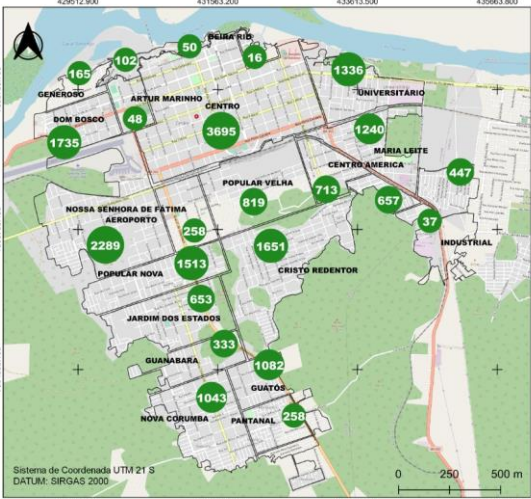 429512.900 431563.200 433613.500 435663.800
BEIRA RIO
50
102
16
165
1336
GENEROSO
UNIVERSITÁRIO
ARTUR MARINHO
CENTRO
DOM BOSCO
48
3695
1240
1735
MARIA LEITE
CENTRO AMERICA
447
POPULAR VELHA
713
657
819
NOSSA SENHORA DE FÁTIMA
AEROPORTO
37
258
2289
1651
INDUSTRIAL
1513
CRISTO REDENTOR
POPULAR NOVA
653
JARDIM DOS ESTADOS
333
GUANABARA
1082
GUATÓS
1043
258
NOVA CORUMBA
PANTANAL
Sistema de Coordenada UTM 21 S
DATUM: SIRGAS 2000
0 250 500 m